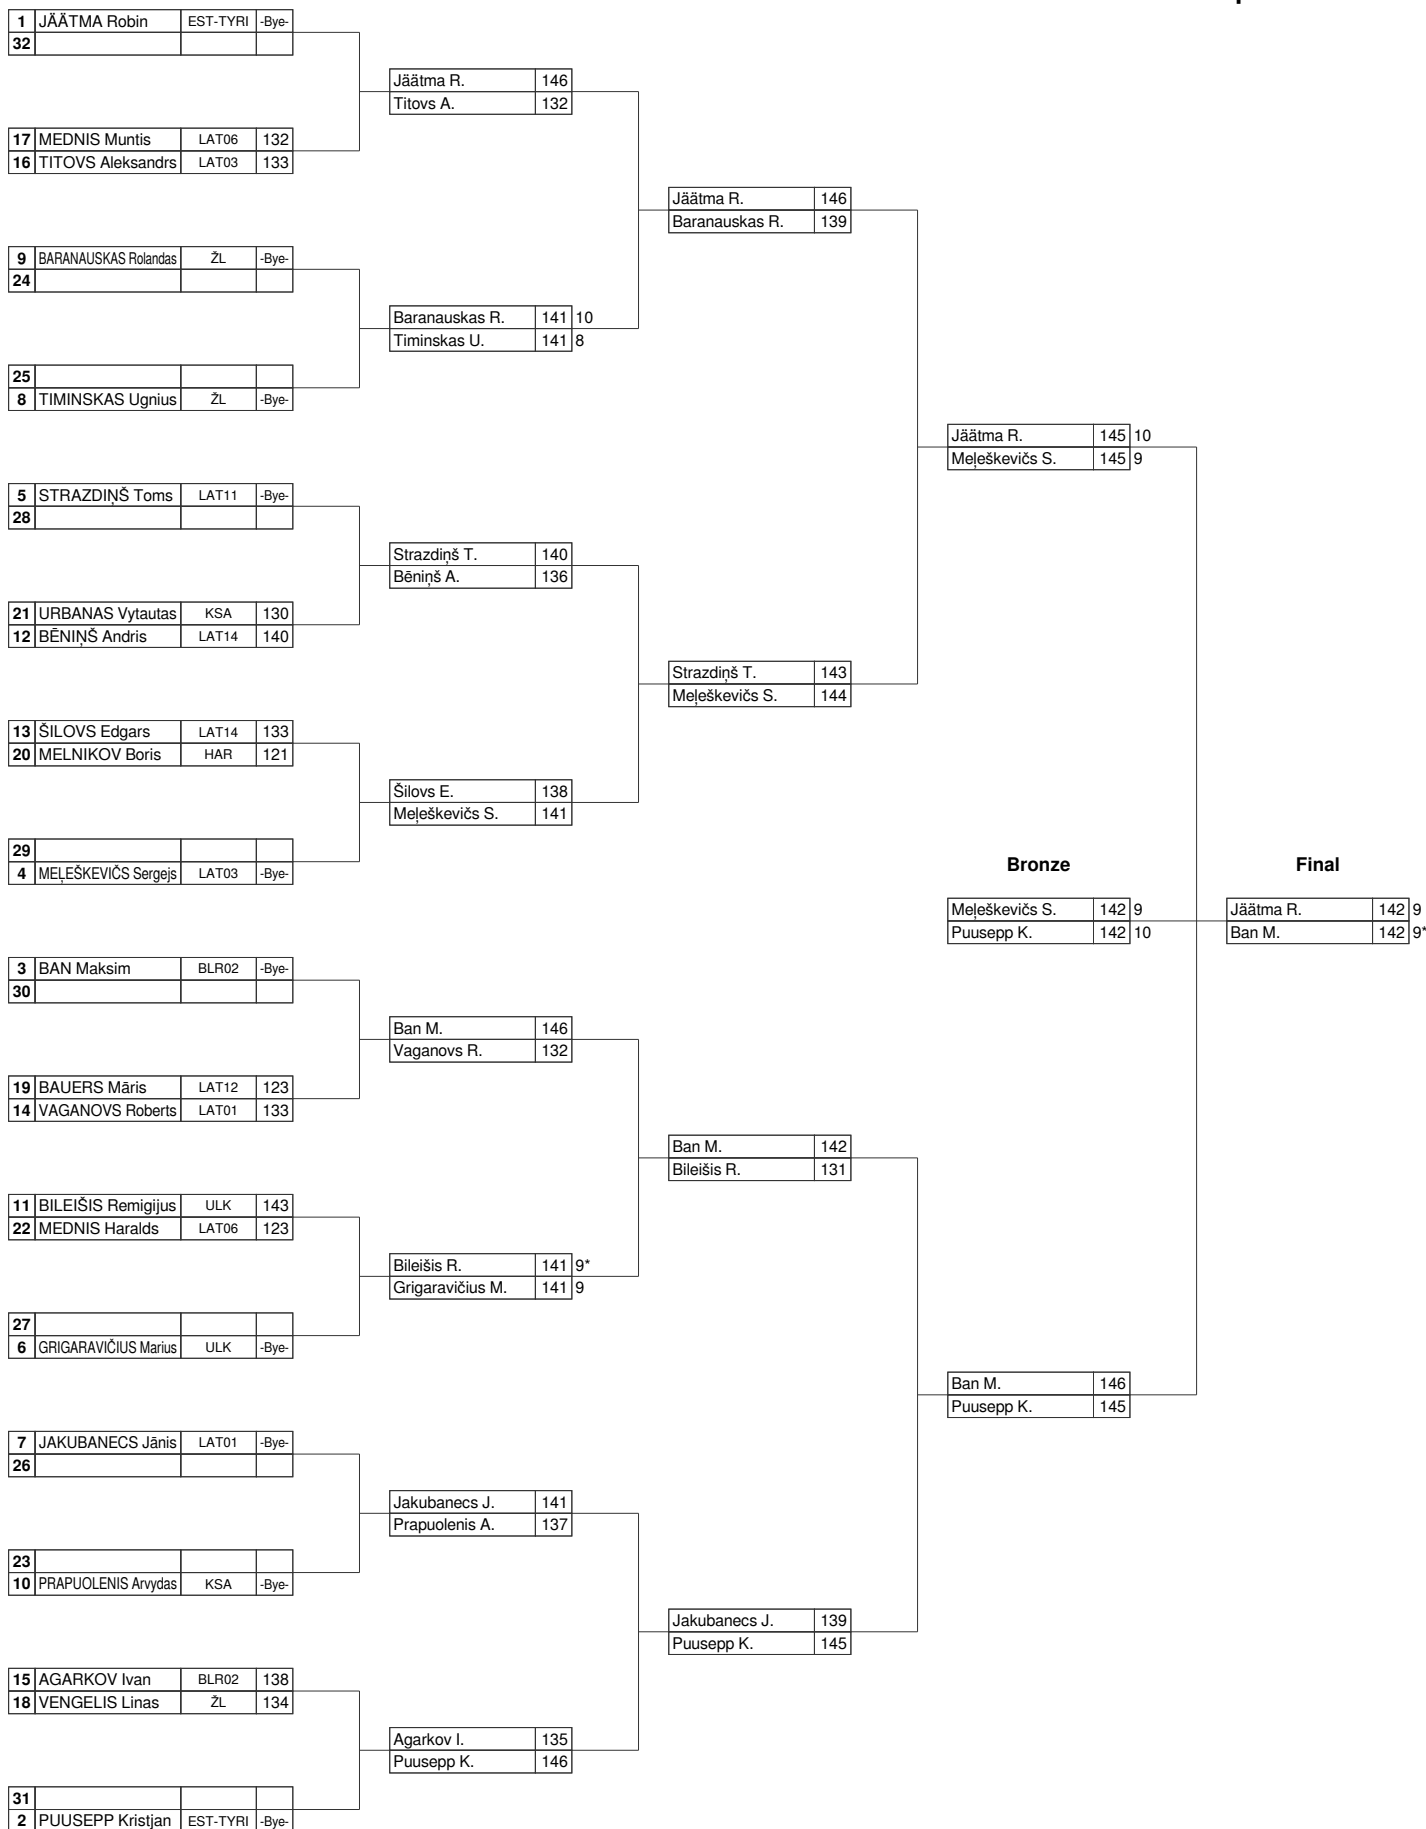 1 JÄÄTMA Robin EST-TYRI -Bye-
32
Jäätma R. 146
Titovs A. 132
17 MEDNIS Muntis LAT06 132
16 TITOVS Aleksandrs LAT03 133
Jäätma R. 146
Baranauskas R. 139
9 BARANAUSKAS Rolandas ŽL -Bye-
24
Baranauskas R. 141 10
Timinskas U. 141 8
25
8 TIMINSKAS Ugnius ŽL -Bye-
Jäätma R. 145 10
Meļeškevičs S. 145 9
5 STRAZDIŅŠ Toms LAT11 -Bye-
28
Strazdiņš T. 140
Bēniņš A. 136
21 URBANAS Vytautas KSA 130
12 BĒNIŅŠ Andris LAT14 140
Strazdiņš T. 143
Meļeškevičs S. 144
13 ŠILOVS Edgars LAT14 133
20 MELNIKOV Boris HAR 121
Šilovs E. 138
Meļeškevičs S. 141
29
4 MEĻEŠKEVIČS Sergejs LAT03 -Bye-
Bronze Final
Meļeškevičs S. 142 9 Jäätma R. 142 9
Puusepp K. 142 10 Ban M. 142 9*
3 BAN Maksim BLR02 -Bye-
30
Ban M. 146
Vaganovs R. 132
19 BAUERS Māris LAT12 123
14 VAGANOVS Roberts LAT01 133
Ban M. 142
Bileišis R. 131
11 BILEIŠIS Remigijus ULK 143
22 MEDNIS Haralds LAT06 123
Bileišis R. 141 9*
Grigaravičius M. 141 9
27
6 GRIGARAVIČIUS Marius ULK -Bye-
Ban M. 146
Puusepp K. 145
7 JAKUBANECS Jānis LAT01 -Bye-
26
Jakubanecs J. 141
Prapuolenis A. 137
23
10 PRAPUOLENIS Arvydas KSA -Bye-
Jakubanecs J. 139
Puusepp K. 145
15 AGARKOV Ivan BLR02 138
18 VENGELIS Linas ŽL 134
Agarkov I. 135
Puusepp K. 146
31
2 PUUSEPP Kristjan EST-TYRI -Bye-